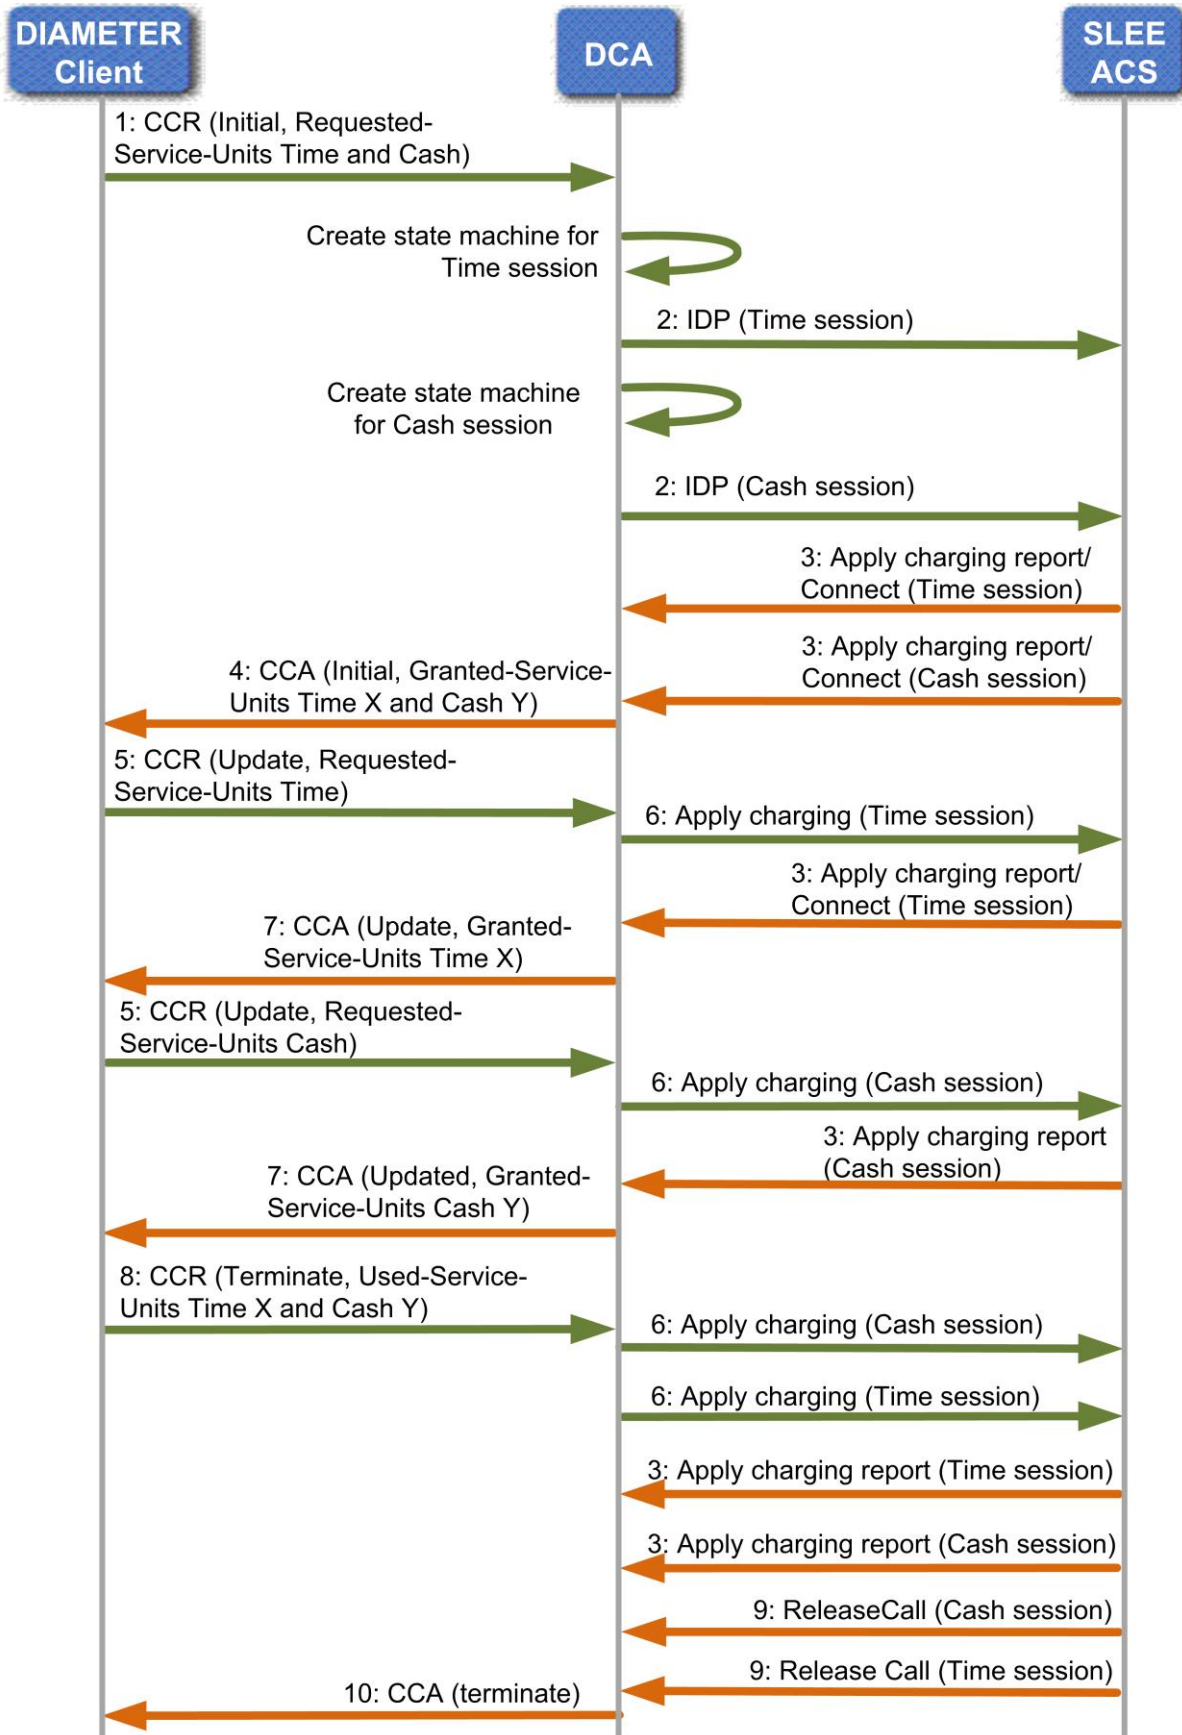 DIAMETER
Client
DCA
SLEE
ACS
1: CCR (Initial, Requested-
Service-Units Time and Cash)
Create state machine for
Time session
2: IDP (Time session)
Create state machine
for Cash session
2: IDP (Cash session)
3: Apply charging report/
Connect (Time session)
3: Apply charging report/
Connect (Cash session)
4: CCA (Initial, Granted-Service-
Units Time X and Cash Y)
5: CCR (Update, Requested-
Service-Units Time)
6: Apply charging (Time session)
3: Apply charging report/
Connect (Time session)
7: CCA (Update, Granted-
Service-Units Time X)
5: CCR (Update, Requested-
Service-Units Cash)
6: Apply charging (Cash session)
3: Apply charging report
(Cash session)
7: CCA (Updated, Granted-
Service-Units Cash Y)
8: CCR (Terminate, Used-Service-
Units Time X and Cash Y)
6: Apply charging (Cash session)
6: Apply charging (Time session)
3: Apply charging report (Time session)
3: Apply charging report (Cash session)
9: ReleaseCall (Cash session)
9: Release Call (Time session)
10: CCA (terminate)